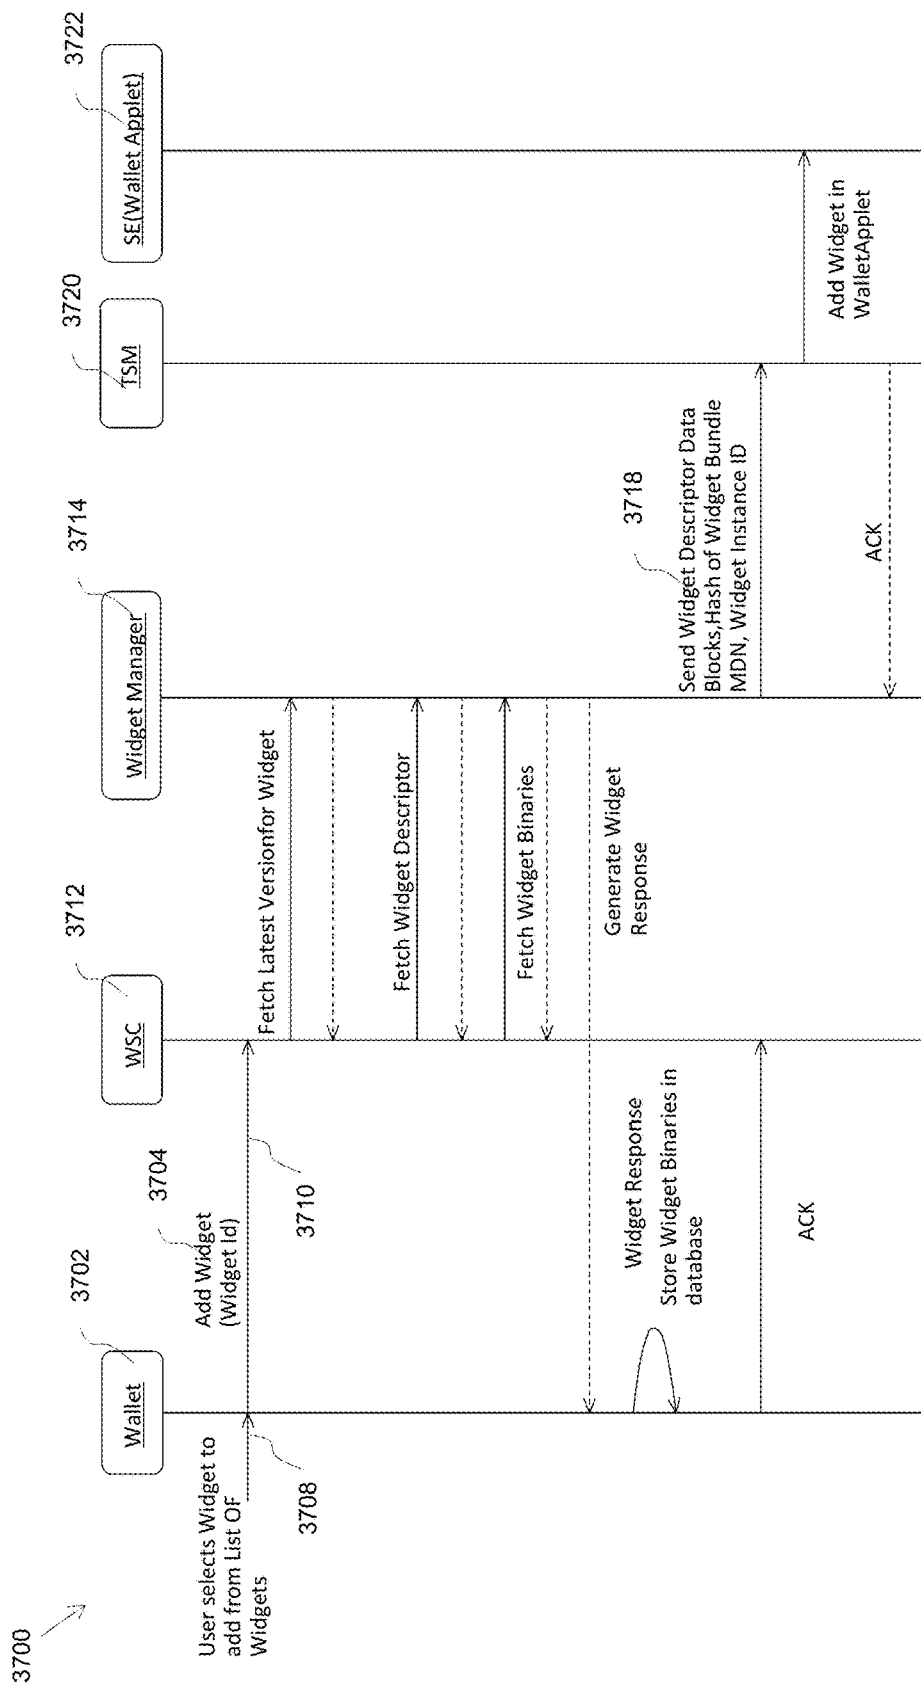 3700
3702
3704
3712
3714
3720
3722
Wallet
WSC
Widget Manager
TSM
SE(Wallet Applet)
User selects Widget to
add from List OF
Widgets
3708
Add Widget
(Widget Id)
3710
Fetch Latest Versionfor Widget
Fetch Widget Descriptor
Fetch Widget Binaries
Generate Widget
Response
Widget Response
Store Widget Binaries in
database
ACK
3718
Send Widget Descriptor Data
Blocks,Hash of Widget Bundle
MDN, Widget Instance ID
Add Widget in
WalletApplet
ACK